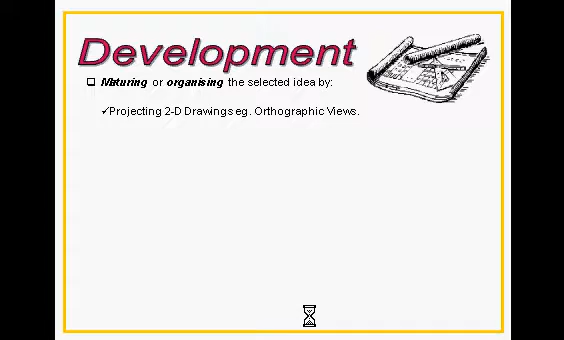 Development
Maturing or organising the selected idea by:
Projecting 2-D Drawings eg. Orthographic Views.